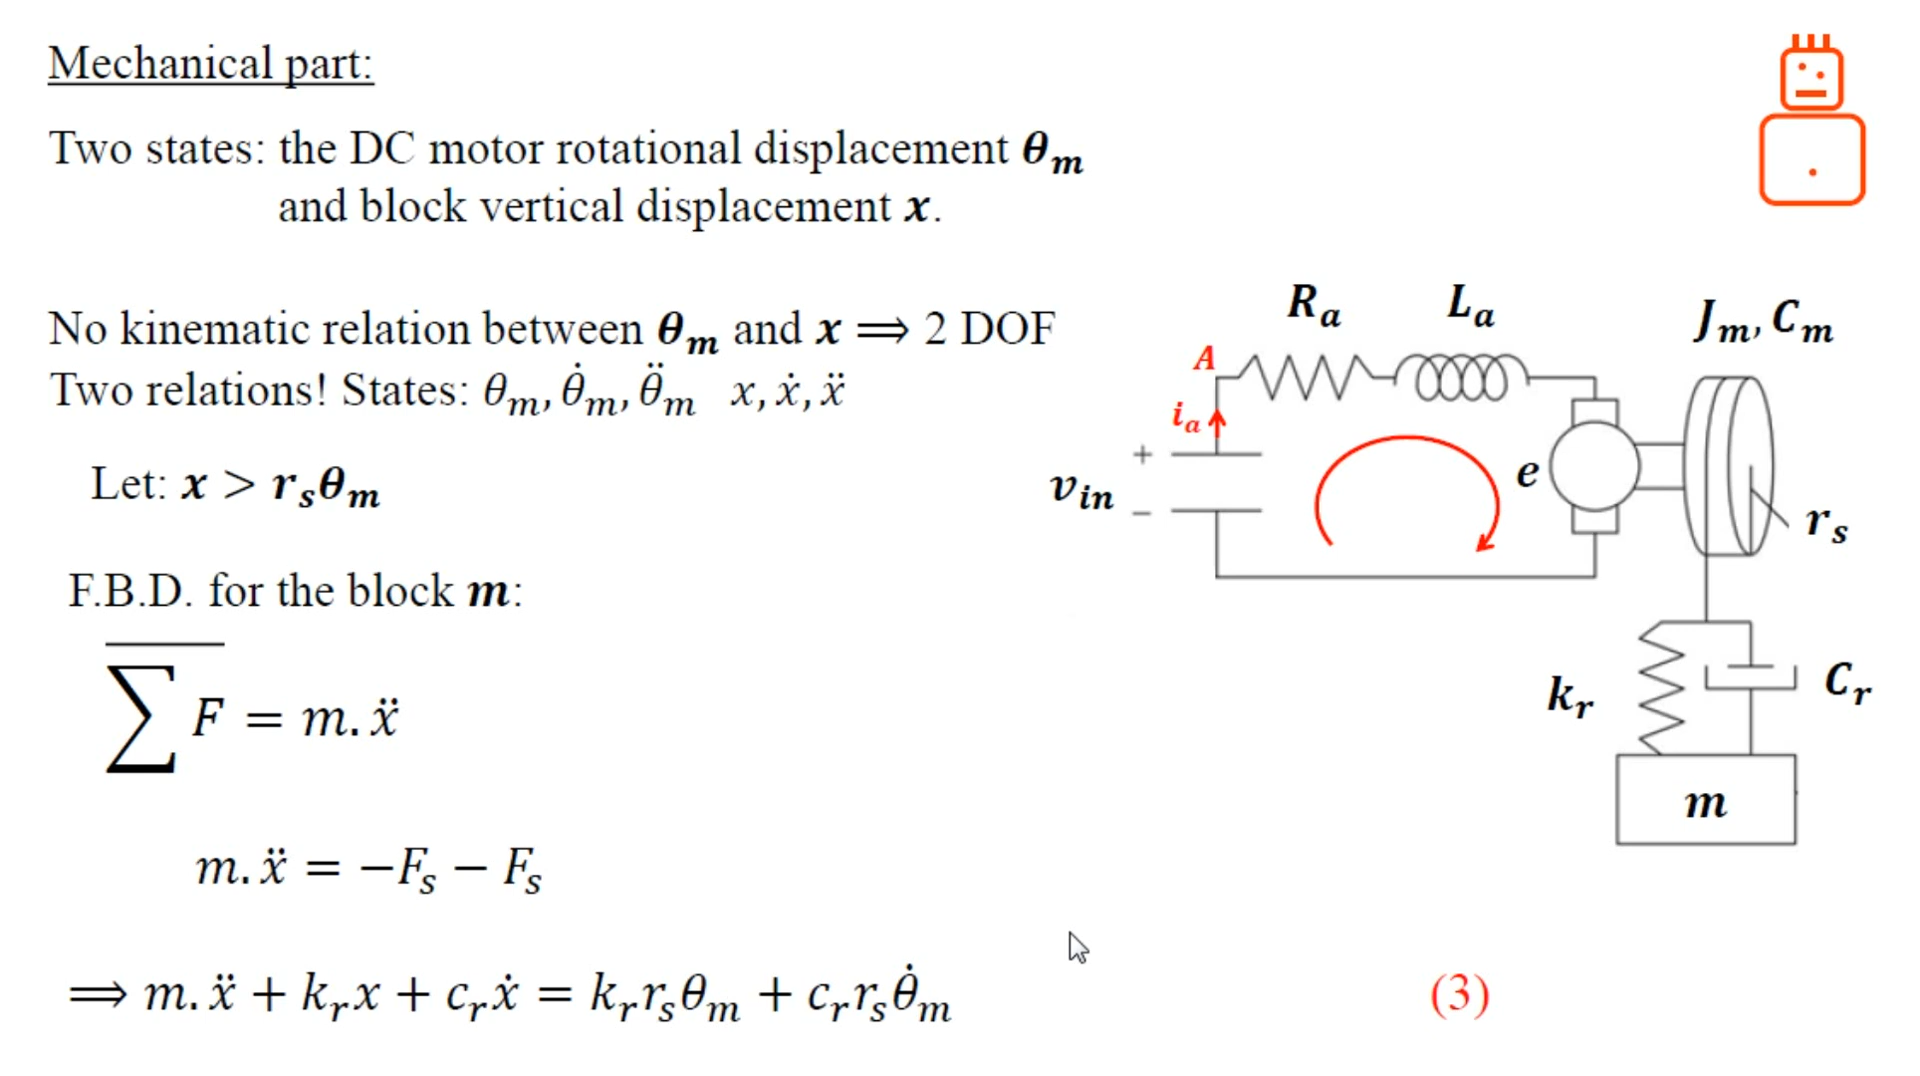 Mechanical part:
Two states: the DC motor rotational displacement θₘ
and block vertical displacement x.
No kinematic relation between θₘ and x ⟹ 2 DOF
Two relations! States: θₘ, θ̇ₘ, θ̈ₘ x, ẋ, ẍ
Let: x > rₛθₘ
F.B.D. for the block m:
∑ F = m. ẍ
m. ẍ = −Fₛ − Fₛ
⟹ m. ẍ + kᵣx + cᵣẋ = kᵣrₛθₘ + cᵣrₛθ̇ₘ (3)
Rₐ
Lₐ
Jₘ, Cₘ
A
iₐ
+
vᵢₙ
−
e
rₛ
kᵣ
Cᵣ
m